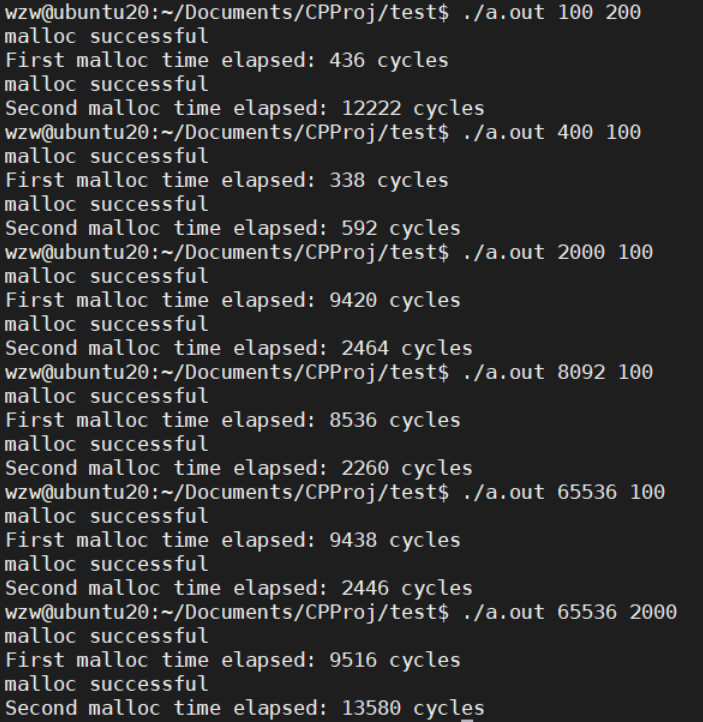 wzw@ubuntu20:~/Documents/CPProj/test$ ./a.out 100 200
malloc successful
First malloc time elapsed: 436 cycles
malloc successful
Second malloc time elapsed: 12222 cycles
wzw@ubuntu20:~/Documents/CPProj/test$ ./a.out 400 100
malloc successful
First malloc time elapsed: 338 cycles
malloc successful
Second malloc time elapsed: 592 cycles
wzw@ubuntu20:~/Documents/CPProj/test$ ./a.out 2000 100
malloc successful
First malloc time elapsed: 9420 cycles
malloc successful
Second malloc time elapsed: 2464 cycles
wzw@ubuntu20:~/Documents/CPProj/test$ ./a.out 8092 100
malloc successful
First malloc time elapsed: 8536 cycles
malloc successful
Second malloc time elapsed: 2260 cycles
wzw@ubuntu20:~/Documents/CPProj/test$ ./a.out 65536 100
malloc successful
First malloc time elapsed: 9438 cycles
malloc successful
Second malloc time elapsed: 2446 cycles
wzw@ubuntu20:~/Documents/CPProj/test$ ./a.out 65536 2000
malloc successful
First malloc time elapsed: 9516 cycles
malloc successful
Second malloc time elapsed: 13580 cycles